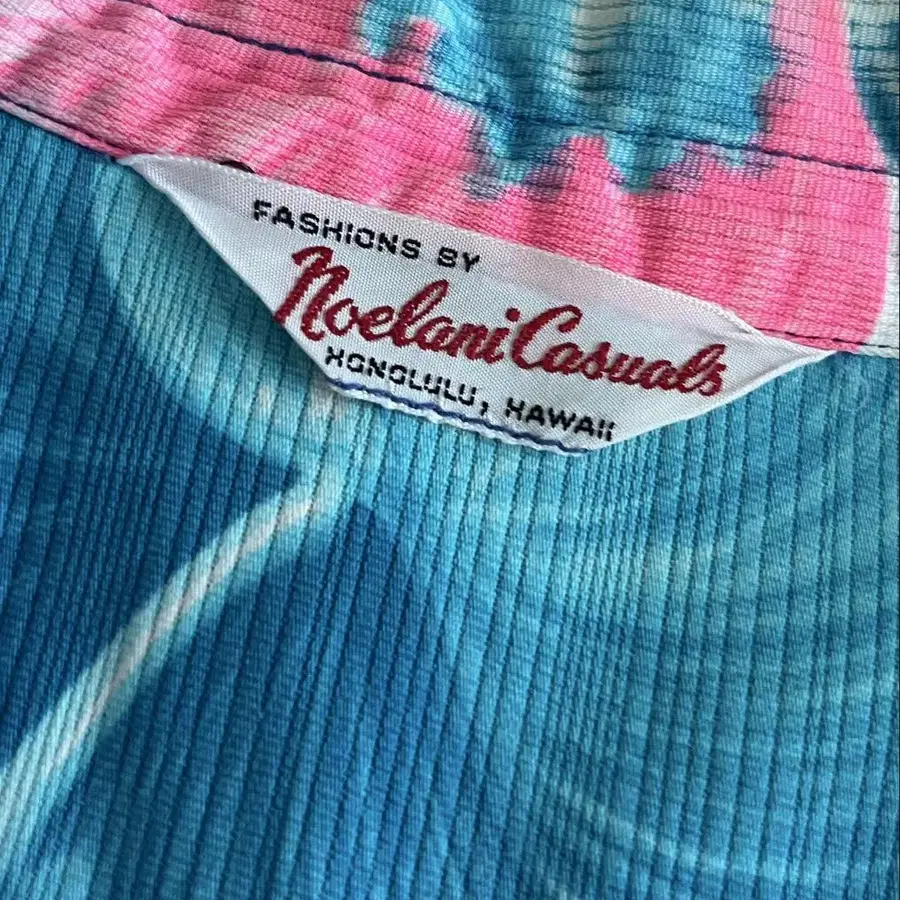 FASHIONS BY
Noelani Casuals
HONOLULU, HAWAII